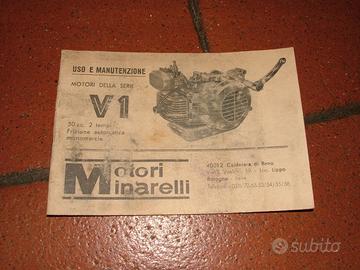 USO E MANUTENZIONE
MOTORI DELLA SERIE
V1
50 cc. 2 tempi
Frizione automatica
monomarcia
Motori
Minarelli
40012 Calderara di Reno
Lippo
Bologna
subito